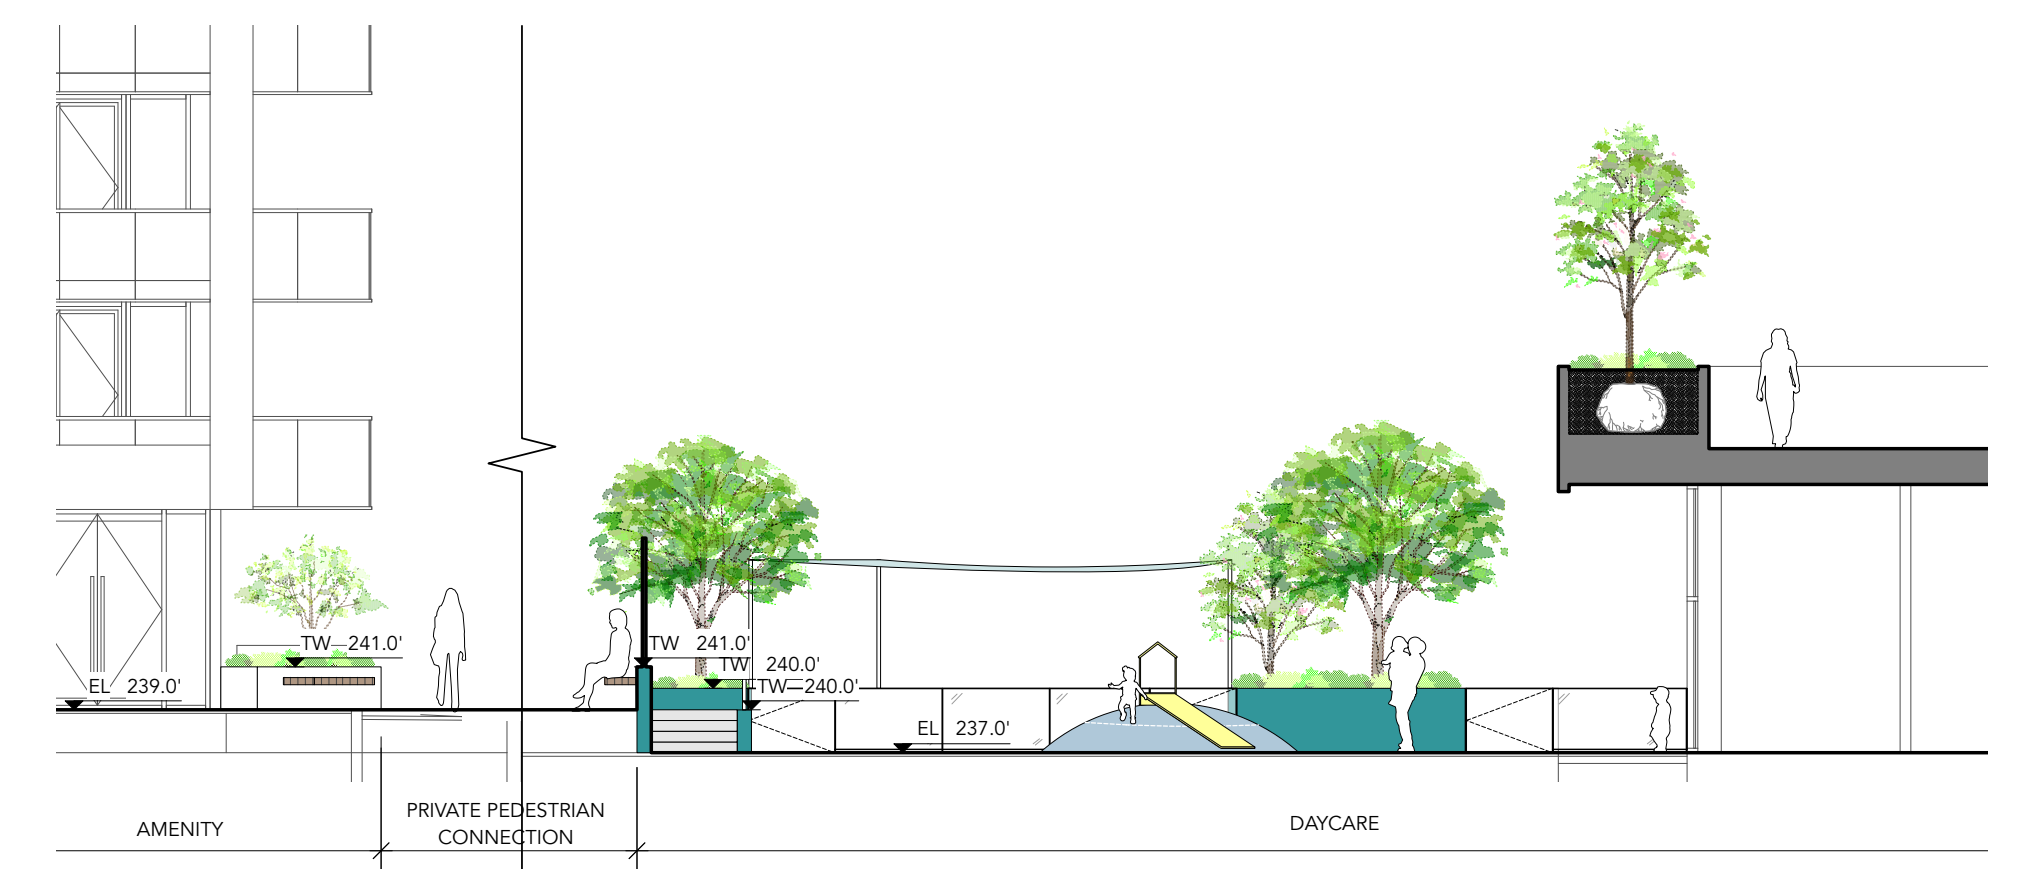 TW 241.0'
TW 241.0'
TW 240.0'
EL 239.0'
TW 240.0'
EL 237.0'
PRIVATE PEDESTRIAN
CONNECTION
AMENITY
DAYCARE